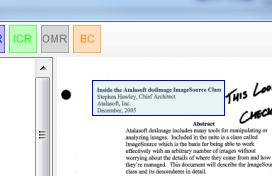 R ICR OMR BC
Inside the Atalasoft dotImage ImageSource Class
Stephen Hawley, Chief Architect
Atalasoft, Inc.
December, 2005
THIS LOO
CHECK
Abstract
Atalasoft dotImage includes many tools for manipulating or
analyzing images. Included in the suite is a class called
ImageSource which is the basis for being able to work
effectively with an arbitrary number of images without
worrying about the details of where they come from and how
they're managed. This document will describe the ImageSou
class and its descendents in detail.